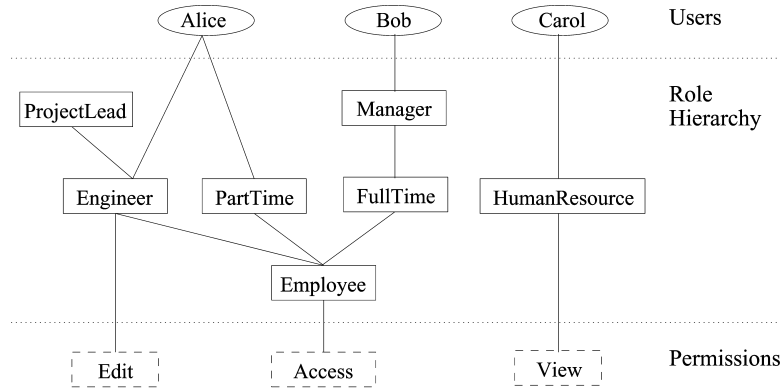 Alice
Bob
Carol
Users
ProjectLead
Manager
Role
Hierarchy
Engineer
PartTime
FullTime
HumanResource
Employee
Edit
Access
View
Permissions